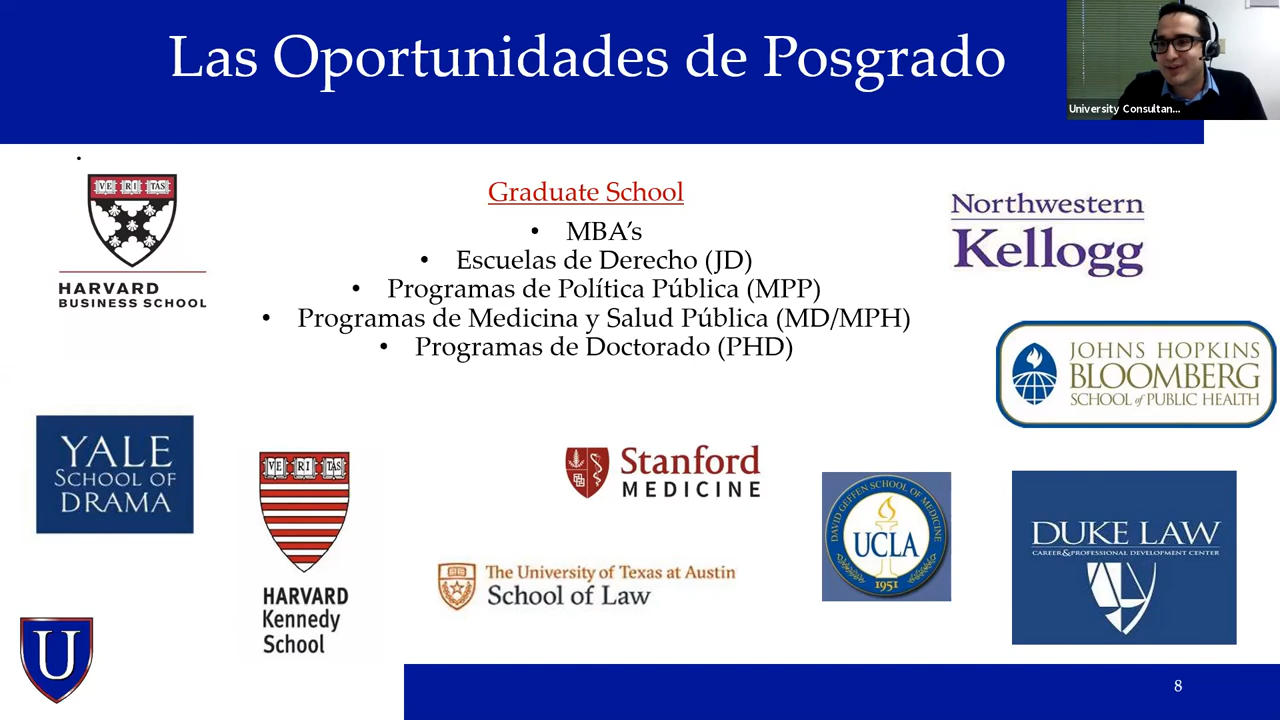 Las Oportunidades de Posgrado
University Consultan...
VE RI TAS
HARVARD
BUSINESS SCHOOL
Graduate School
• MBA's
• Escuelas de Derecho (JD)
• Programas de Política Pública (MPP)
• Programas de Medicina y Salud Pública (MD/MPH)
• Programas de Doctorado (PHD)
Northwestern
Kellogg
JOHNS HOPKINS
BLOOMBERG
SCHOOL of PUBLIC HEALTH
YALE
SCHOOL OF
DRAMA
VE RI TAS
HARVARD
Kennedy
School
Stanford
MEDICINE
The University of Texas at Austin
School of Law
DAVID GEFFEN SCHOOL OF MEDICINE
UCLA
1951
DUKE LAW
CAREER & PROFESSIONAL DEVELOPMENT CENTER
U
8